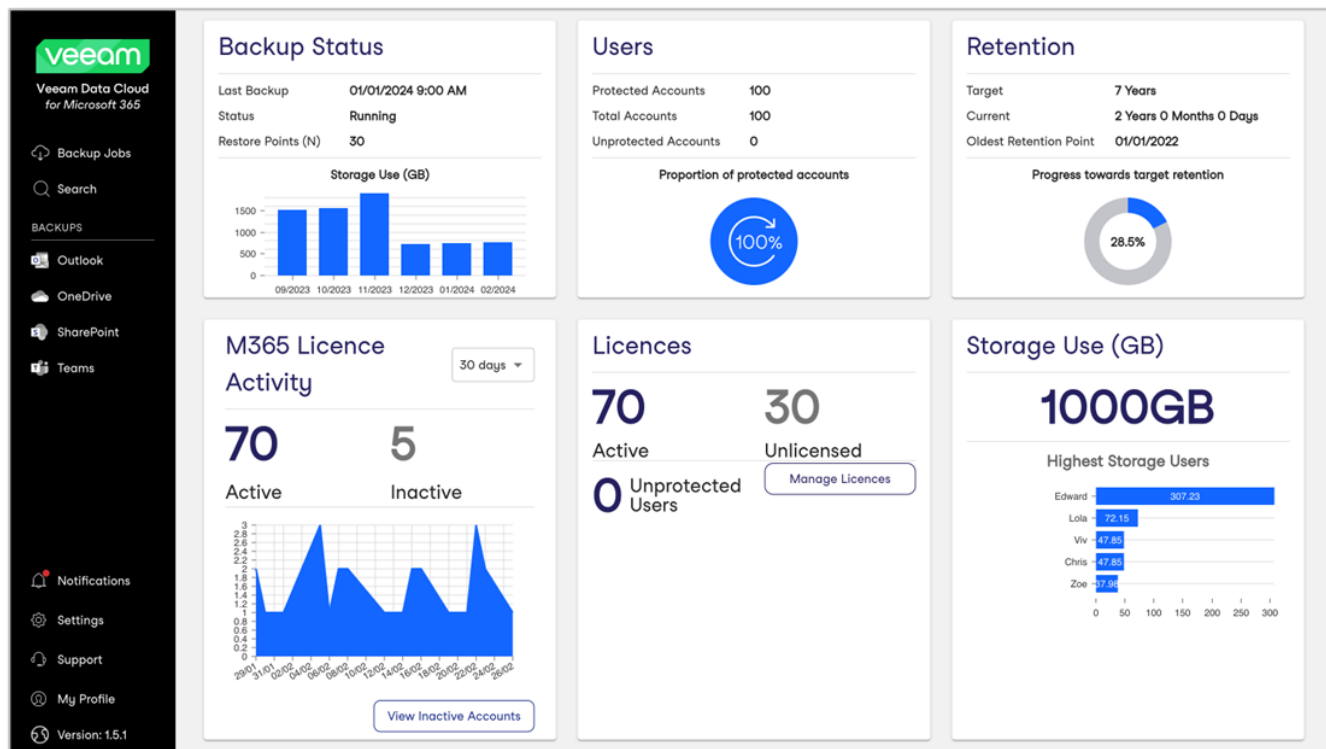 veeam
Veeam Data Cloud
for Microsoft 365
Backup Jobs
Search
BACKUPS
Outlook
OneDrive
SharePoint
Teams
Notifications
Settings
Support
My Profile
Version: 1.5.1
Backup Status
Last Backup 01/01/2024 9:00 AM
Status Running
Restore Points (N) 30
Storage Use (GB)
1500
1000
500
0
09/2023 10/2023 11/2023 12/2023 01/2024 02/2024
Users
Protected Accounts 100
Total Accounts 100
Unprotected Accounts 0
Proportion of protected accounts
100%
Retention
Target 7 Years
Current 2 Years 0 Months 0 Days
Oldest Retention Point 01/01/2022
Progress towards target retention
28.5%
M365 Licence
Activity
30 days
70 5
Active Inactive
3
2.8
2.6
2.4
2.2
2
1.8
1.6
1.4
1.2
1
0.8
0.6
0.4
0.2
0
29/01 31/01 02/02 04/02 06/02 08/02 10/02 12/02 14/02 16/02 18/02 20/02 22/02 24/02 26/02
View Inactive Accounts
Licences
70 30
Active Unlicensed
0 Unprotected
Users
Manage Licences
Storage Use (GB)
1000GB
Highest Storage Users
Edward 307.23
Lola 72.15
Viv 47.85
Chris 47.85
Zoe 37.98
0 50 100 150 200 250 300